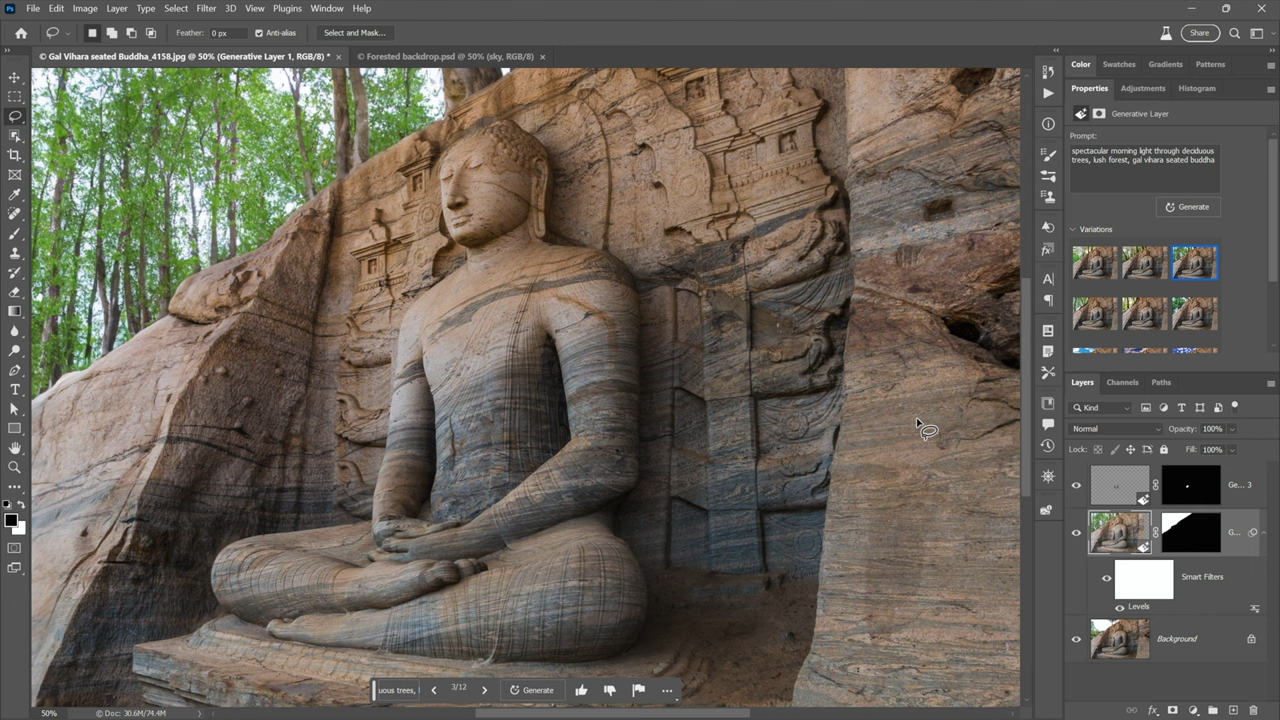 Ps File Edit Image Layer Type Select Filter 3D View Plugins Window Help
Feather: 0 px Anti-alias Select and Mask... Share
© Gal Vihara seated Buddha_4158.jpg @ 50% (Generative Layer 1, RGB/8) * × © Forested backdrop.psd @ 50% (sky, RGB/8) ×
Color Swatches Gradients Patterns
Properties Adjustments Histogram
Generative Layer
Prompt:
spectacular morning light through deciduous
trees, lush forest, gal vihara seated buddha
Generate
Variations
Layers Channels Paths
Kind
Normal Opacity: 100%
Lock: Fill: 100%
Ge... 3
G...
Smart Filters
Levels
Background
uous trees, 3/12 Generate
50% © Doc: 30.6M/74.4M